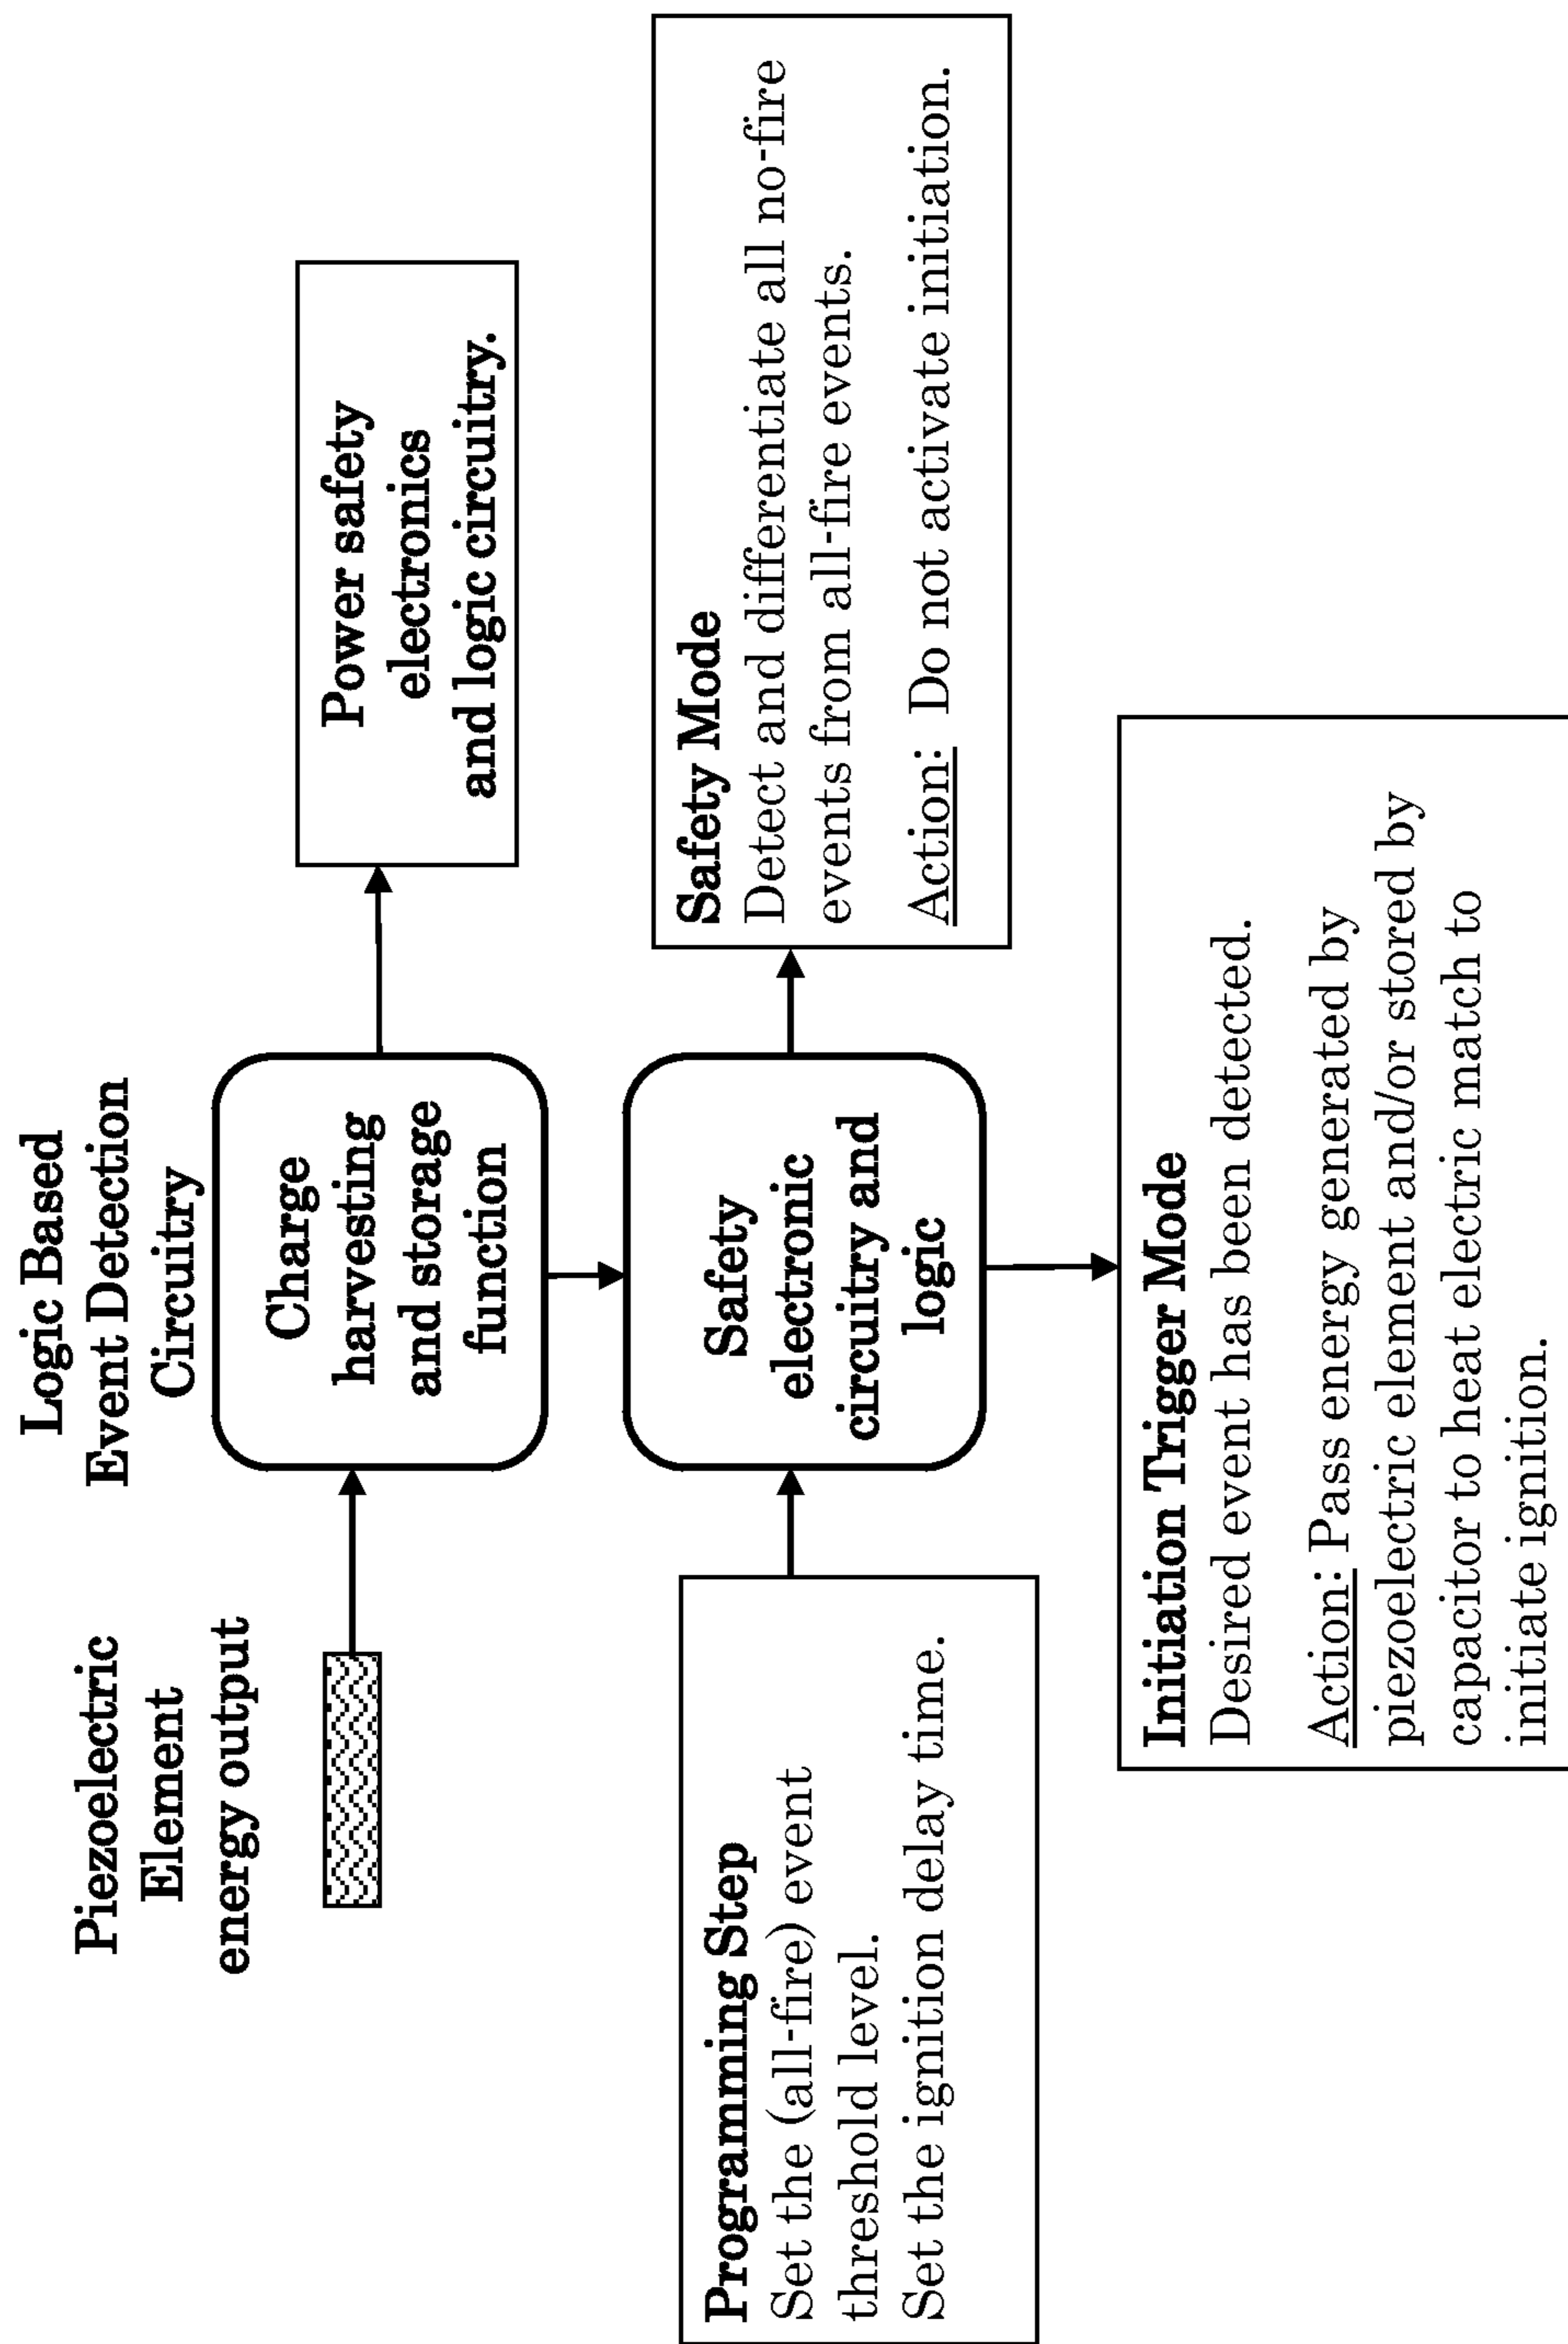 Piezoelectric
Element
energy output
Logic Based
Event Detection
Circuitry
Charge
harvesting
and storage
function
Power safety
electronics
and logic circuitry.
Programming Step
Set the (all-fire) event
threshold level.
Set the ignition delay time.
Safety
electronic
circuitry and
logic
Safety Mode
Detect and differentiate all no-fire
events from all-fire events.
Action: Do not activate initiation.
Initiation Trigger Mode
Desired event has been detected.
Action: Pass energy generated by
piezoelectric element and/or stored by
capacitor to heat electric match to
initiate ignition.